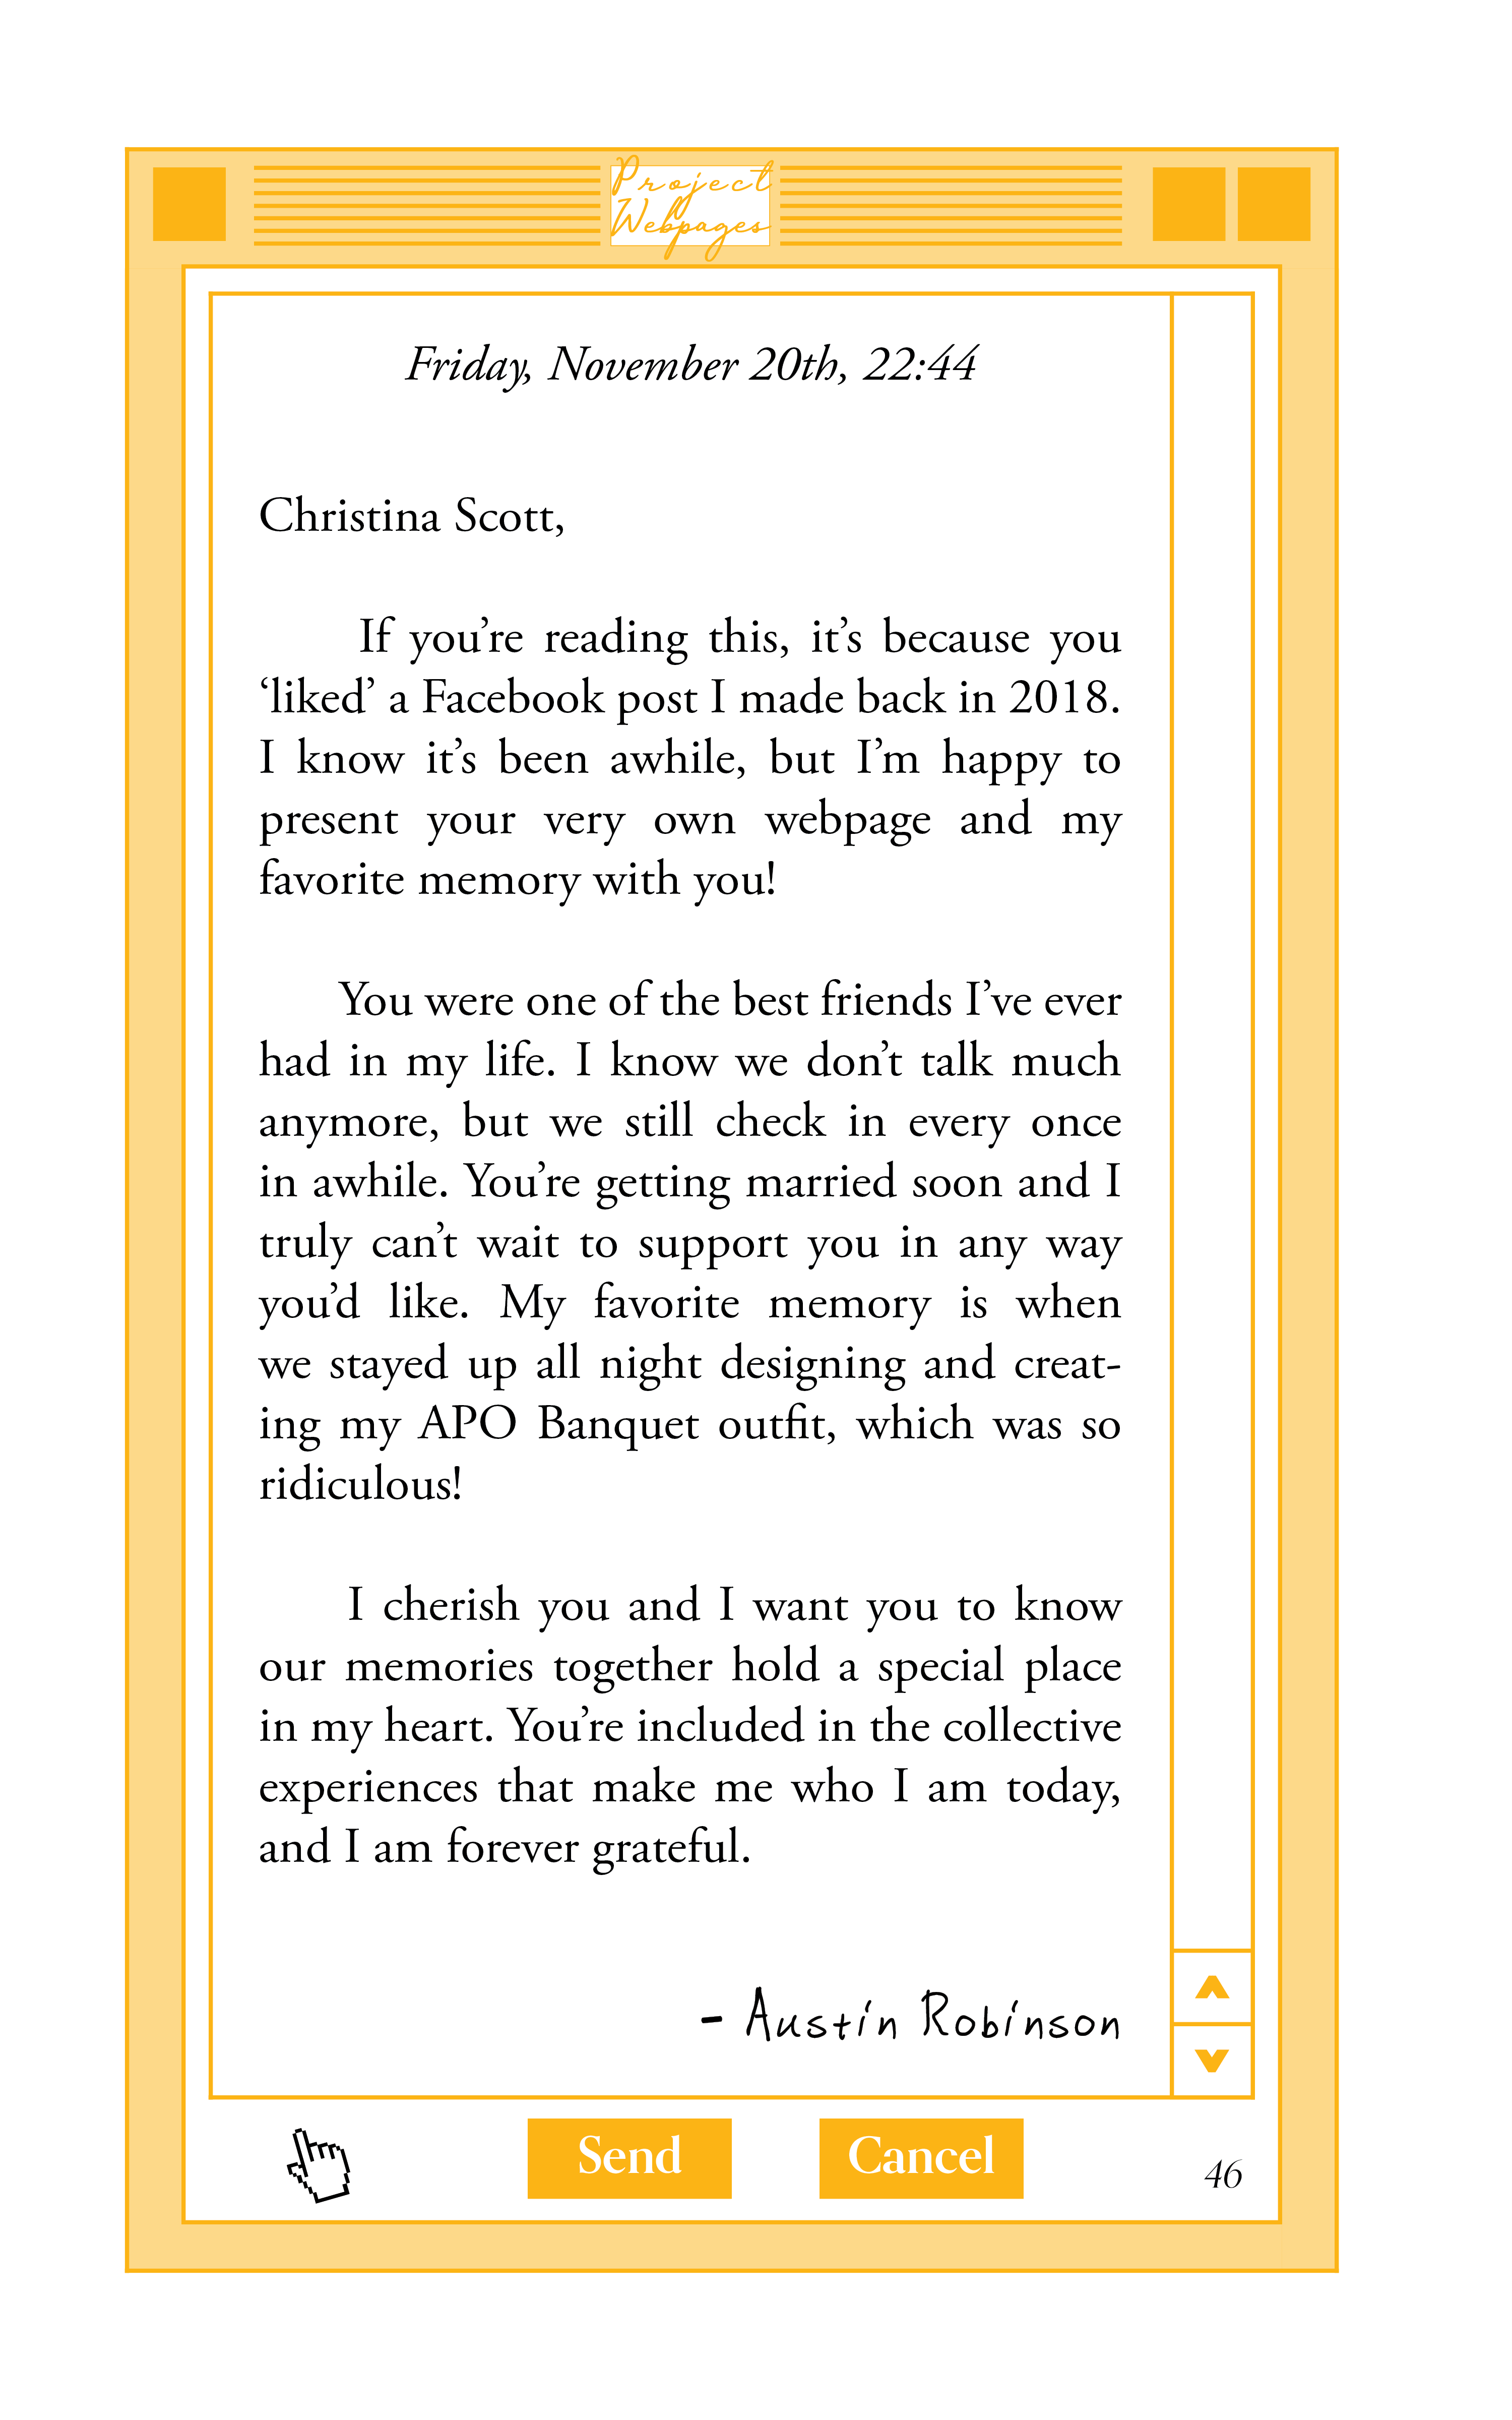 Project
Webpages
Friday, November 20th, 22:44
Christina Scott,
If you’re reading this, it’s because you
‘liked’ a Facebook post I made back in 2018.
I know it’s been awhile, but I’m happy to
present your very own webpage and my
favorite memory with you!
You were one of the best friends I’ve ever
had in my life. I know we don’t talk much
anymore, but we still check in every once
in awhile. You’re getting married soon and I
truly can’t wait to support you in any way
you’d like. My favorite memory is when
we stayed up all night designing and creat-
ing my APO Banquet outfit, which was so
ridiculous!
I cherish you and I want you to know
our memories together hold a special place
in my heart. You’re included in the collective
experiences that make me who I am today,
and I am forever grateful.
- Austin Robinson
Send Cancel
46